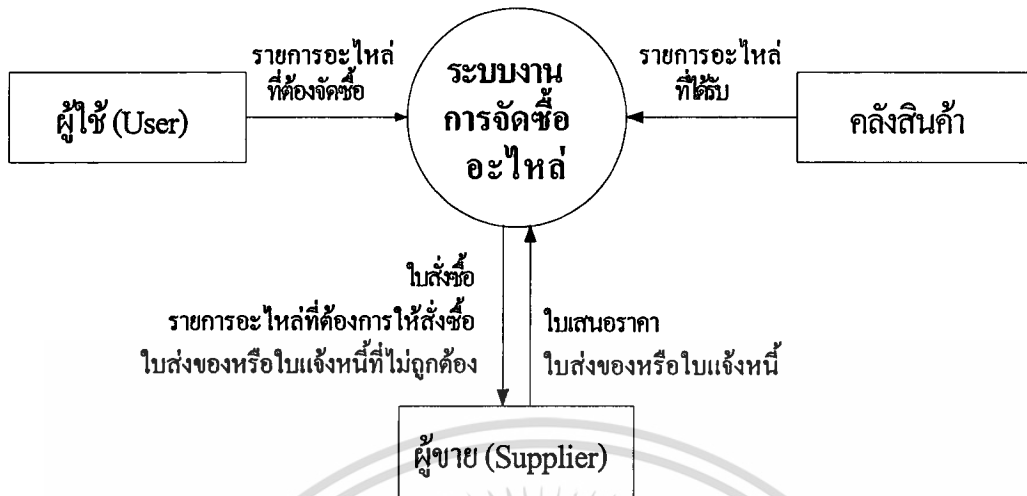 รายการอะไหล่
ที่ต้องจัดซื้อ
ผู้ใช้ (User)
ระบบงาน
การจัดซื้อ
อะไหล่
รายการอะไหล่
ที่ได้รับ
คลังสินค้า
ใบสั่งซื้อ
รายการอะไหล่ที่ต้องการให้สั่งซื้อ
ใบส่งของหรือใบแจ้งหนี้ที่ไม่ถูกต้อง
ใบเสนอราคา
ใบส่งของหรือใบแจ้งหนี้
ผู้ขาย (Supplier)